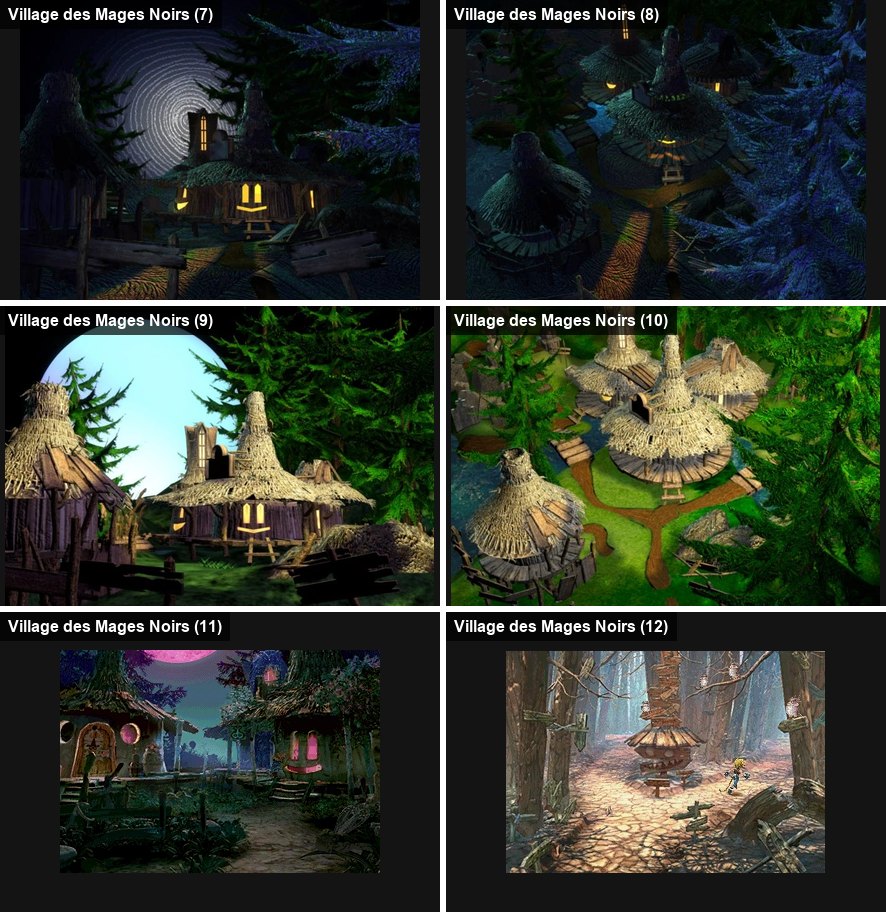 Village des Mages Noirs (7)
Village des Mages Noirs (8)
Village des Mages Noirs (9)
Village des Mages Noirs (10)
Village des Mages Noirs (11)
Village des Mages Noirs (12)